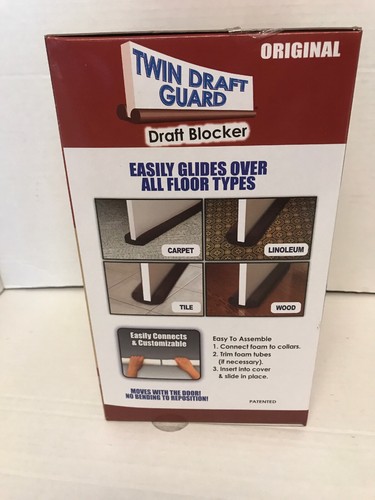 ORIGINAL
TWIN DRAFT
GUARD
Draft Blocker
EASILY GLIDES OVER
ALL FLOOR TYPES
CARPET
LINOLEUM
TILE
WOOD
Easily Connects
& Customizable
Easy To Assemble
1. Connect foam to collars.
2. Trim foam tubes
(if necessary).
3. Insert into cover
& slide in place.
MOVES WITH THE DOOR!
NO BENDING TO REPOSITION!
PATENTED